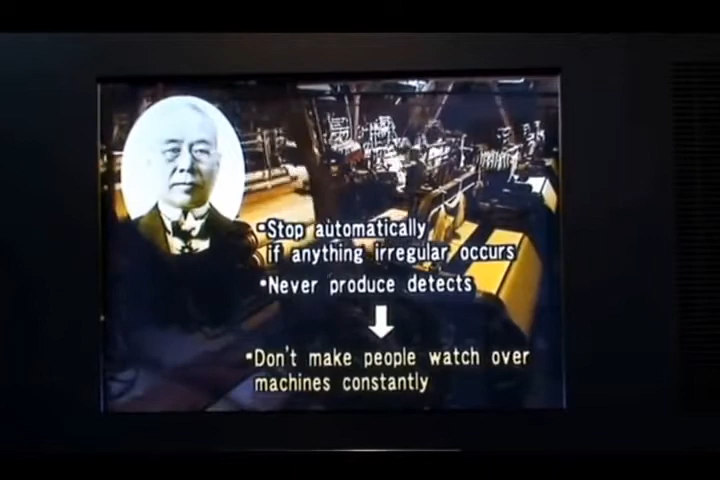 •Stop automatically
if anything irregular occurs
•Never produce detects
•Don't make people watch over
machines constantly